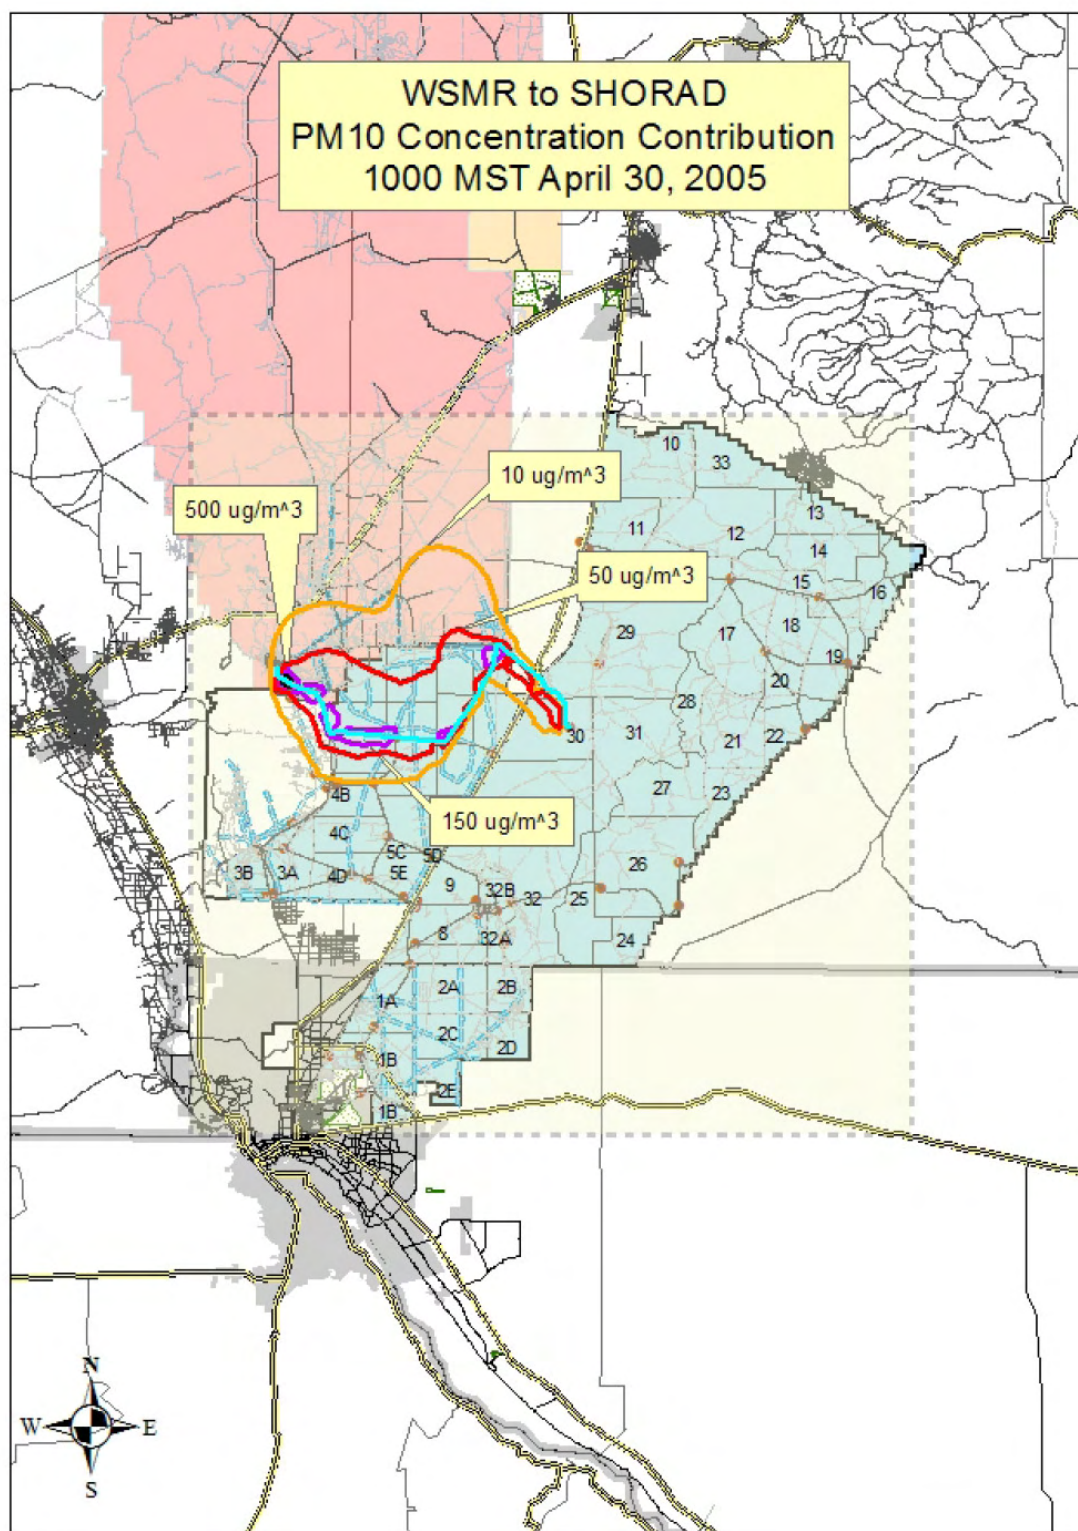 WSMR to SHORAD
PM10 Concentration Contribution
1000 MST April 30, 2005
10
33
10 ug/m^3
500 ug/m^3
13
11
12
14
50 ug/m^3
15
16
29
17
18
19
20
28
30
31
21
22
27
23
4B
150 ug/m^3
4C
5C
5D
3B
3A
4D
5E
26
9
32B
32
25
8
32A
24
1A
2A
2B
2C
1B
2D
2E
1B
N
W
E
S